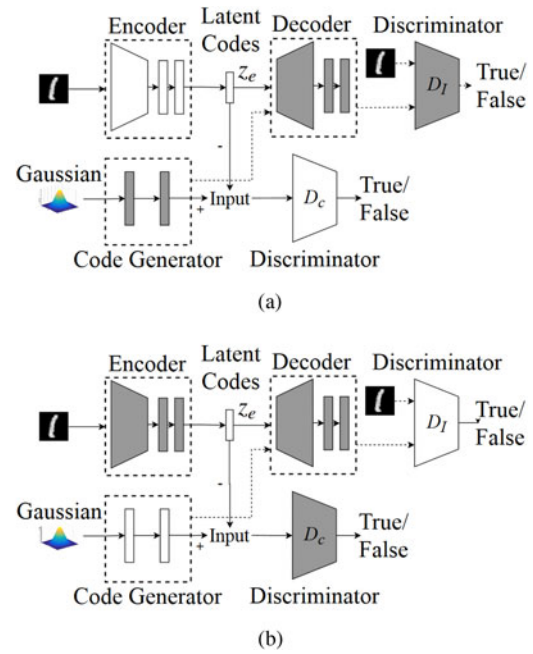 Encoder
Latent
Codes
Decoder
Discriminator
z_e
D_I
True/
False
Gaussian
-
+
Input
D_c
True/
False
Code Generator
Discriminator
(a)
Encoder
Latent
Codes
Decoder
Discriminator
z_e
D_I
True/
False
Gaussian
-
+
Input
D_c
True/
False
Code Generator
Discriminator
(b)